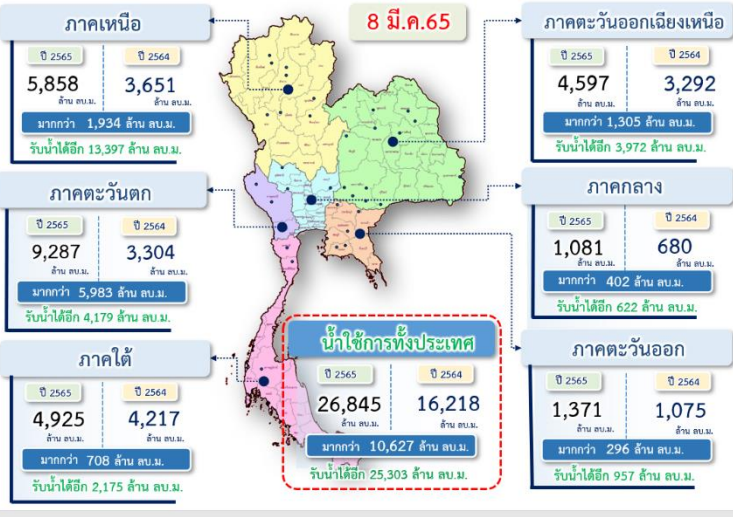 8 มี.ค.65
ภาคเหนือ
ปี 2565 ปี 2564
5,858 3,651
ล้าน ลบ.ม. ล้าน ลบ.ม.
มากกว่า 1,934 ล้าน ลบ.ม.
รับน้ำได้อีก 13,397 ล้าน ลบ.ม.
ภาคตะวันออกเฉียงเหนือ
ปี 2565 ปี 2564
4,597 3,292
ล้าน ลบ.ม. ล้าน ลบ.ม.
มากกว่า 1,305 ล้าน ลบ.ม.
รับน้ำได้อีก 3,972 ล้าน ลบ.ม.
ภาคตะวันตก
ปี 2565 ปี 2564
9,287 3,304
ล้าน ลบ.ม. ล้าน ลบ.ม.
มากกว่า 5,983 ล้าน ลบ.ม.
รับน้ำได้อีก 4,179 ล้าน ลบ.ม.
ภาคกลาง
ปี 2565 ปี 2564
1,081 680
ล้าน ลบ.ม. ล้าน ลบ.ม.
มากกว่า 402 ล้าน ลบ.ม.
รับน้ำได้อีก 622 ล้าน ลบ.ม.
ภาคใต้
ปี 2565 ปี 2564
4,925 4,217
ล้าน ลบ.ม. ล้าน ลบ.ม.
มากกว่า 708 ล้าน ลบ.ม.
รับน้ำได้อีก 2,175 ล้าน ลบ.ม.
น้ำใช้การทั้งประเทศ
ปี 2565 ปี 2564
26,845 16,218
ล้าน ลบ.ม. ล้าน ลบ.ม.
มากกว่า 10,627 ล้าน ลบ.ม.
รับน้ำได้อีก 25,303 ล้าน ลบ.ม.
ภาคตะวันออก
ปี 2565 ปี 2564
1,371 1,075
ล้าน ลบ.ม. ล้าน ลบ.ม.
มากกว่า 296 ล้าน ลบ.ม.
รับน้ำได้อีก 957 ล้าน ลบ.ม.